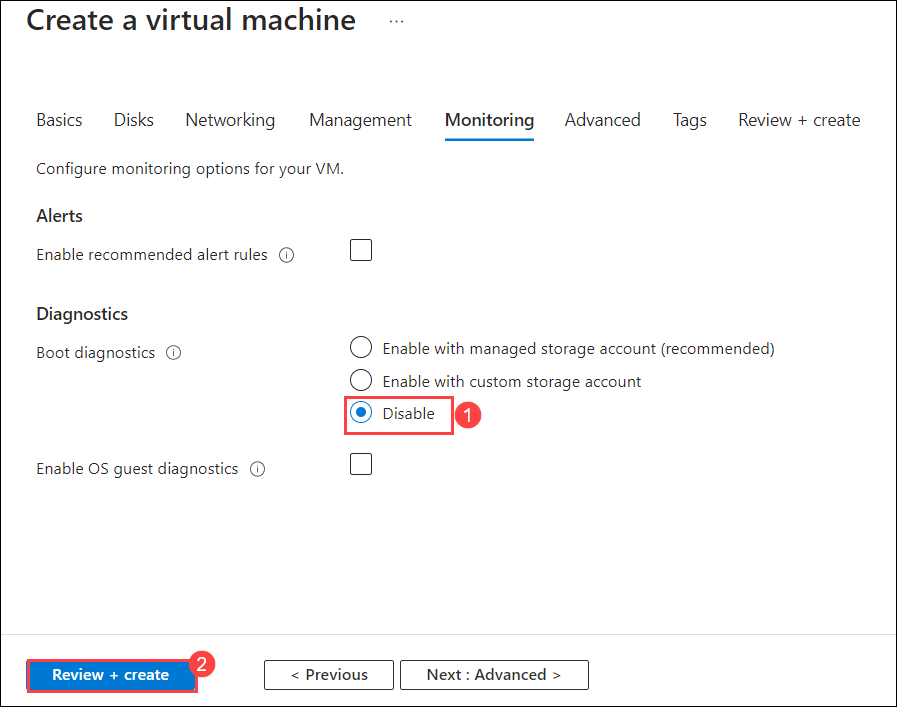 Create a virtual machine ...
Basics Disks Networking Management Monitoring Advanced Tags Review + create
Configure monitoring options for your VM.
Alerts
Enable recommended alert rules
Diagnostics
Boot diagnostics
Enable with managed storage account (recommended)
Enable with custom storage account
Disable 1
Enable OS guest diagnostics
Review + create 2 < Previous Next : Advanced >